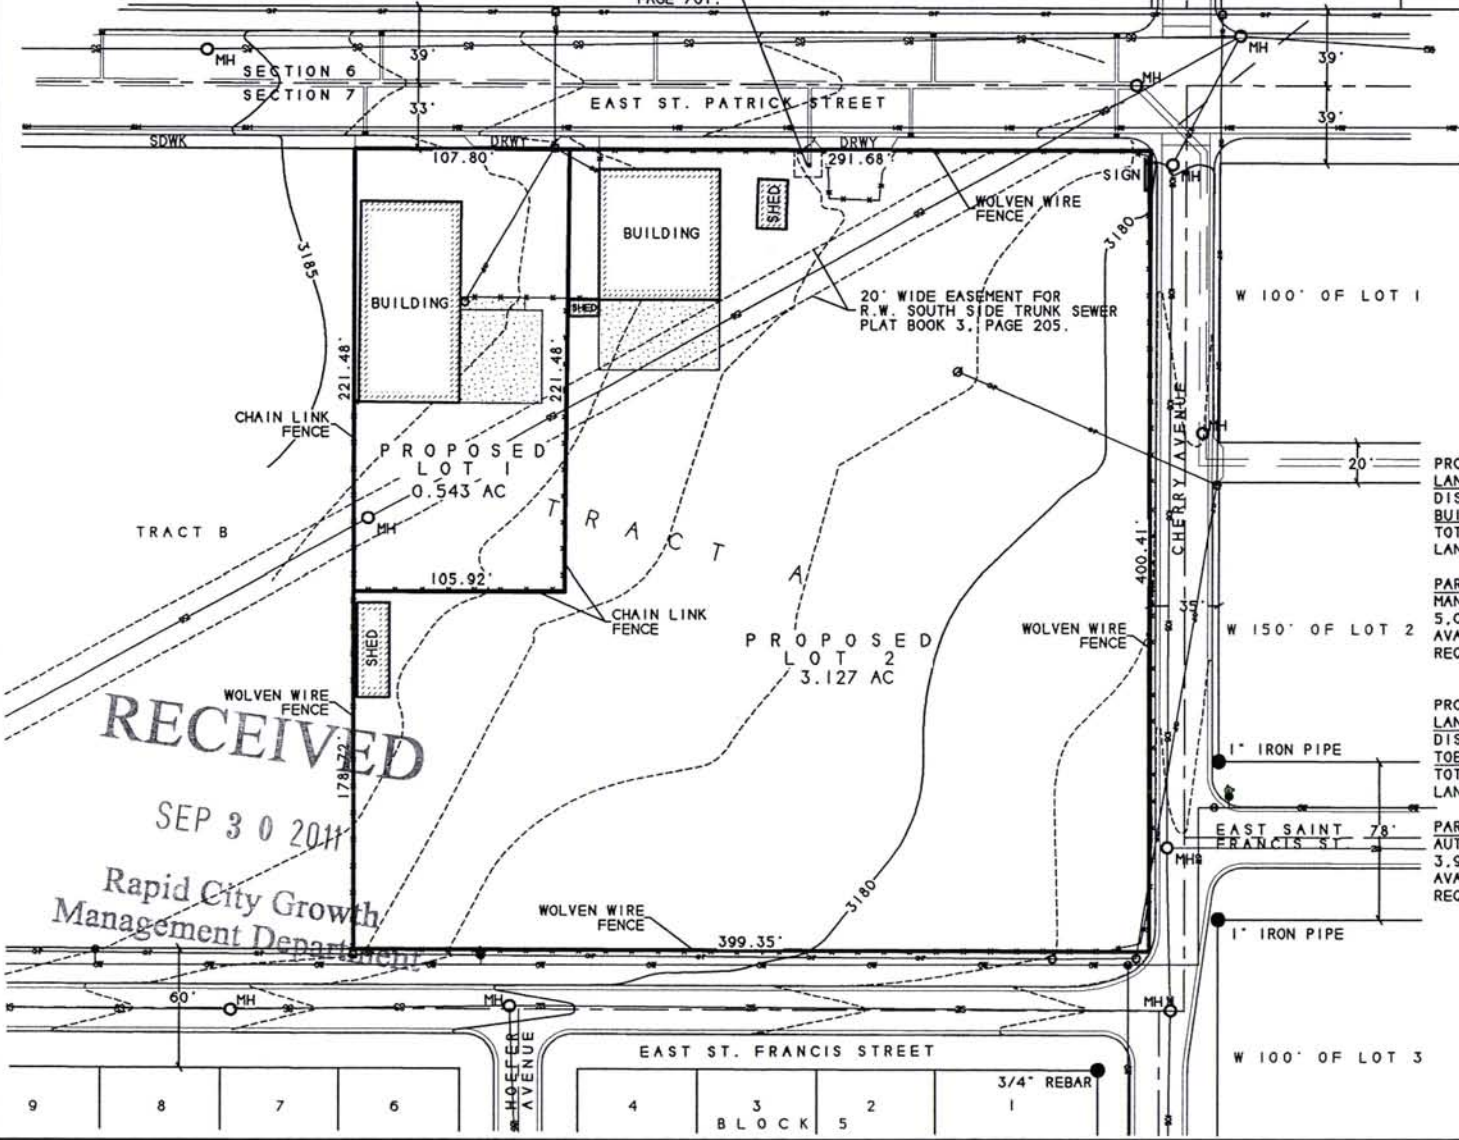 39'
MH
SECTION 6
SECTION 7
33'
EAST ST. PATRICK STREET
MH
MH
39'
39'
SDWK
DRWY
DRWY
107.80'
291.68'
SIGN
MH
WOLVEN WIRE
FENCE
SHED
BUILDING
3180
3185
BUILDING
SHED
20' WIDE EASEMENT FOR
R.W. SOUTH SIDE TRUNK SEWER
PLAT BOOK 3, PAGE 205.
W 100' OF LOT 1
221.48'
221.48'
CHAIN LINK
FENCE
PROPOSED
LOT 1
0.543 AC
CHERRY AVENUE
MH
20'
TRACT B
MH
TRACT A
400.41'
105.92'
CHAIN LINK
FENCE
35'
SHED
PROPOSED
LOT 2
3.127 AC
WOLVEN WIRE
FENCE
W 150' OF LOT 2
WOLVEN WIRE
FENCE
178.72'
RECEIVED
SEP 30 2011
Rapid City Growth
Management Department
1" IRON PIPE
EAST SAINT
FRANCIS ST.
78'
MH
3180
WOLVEN WIRE
FENCE
399.35'
1" IRON PIPE
60'
MH
MH
MH
HOEFER
AVENUE
EAST ST. FRANCIS STREET
3/4" REBAR
W 100' OF LOT 3
9
8
7
6
4
3
2
1
BLOCK 5